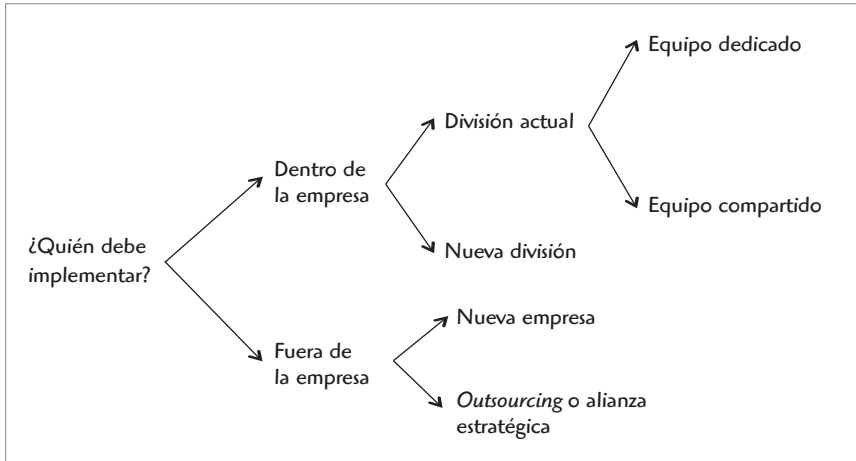 Equipo dedicado
División actual
Dentro de
la empresa
Equipo compartido
¿Quién debe
implementar?
Nueva división
Nueva empresa
Fuera de
la empresa
Outsourcing o alianza
estratégica